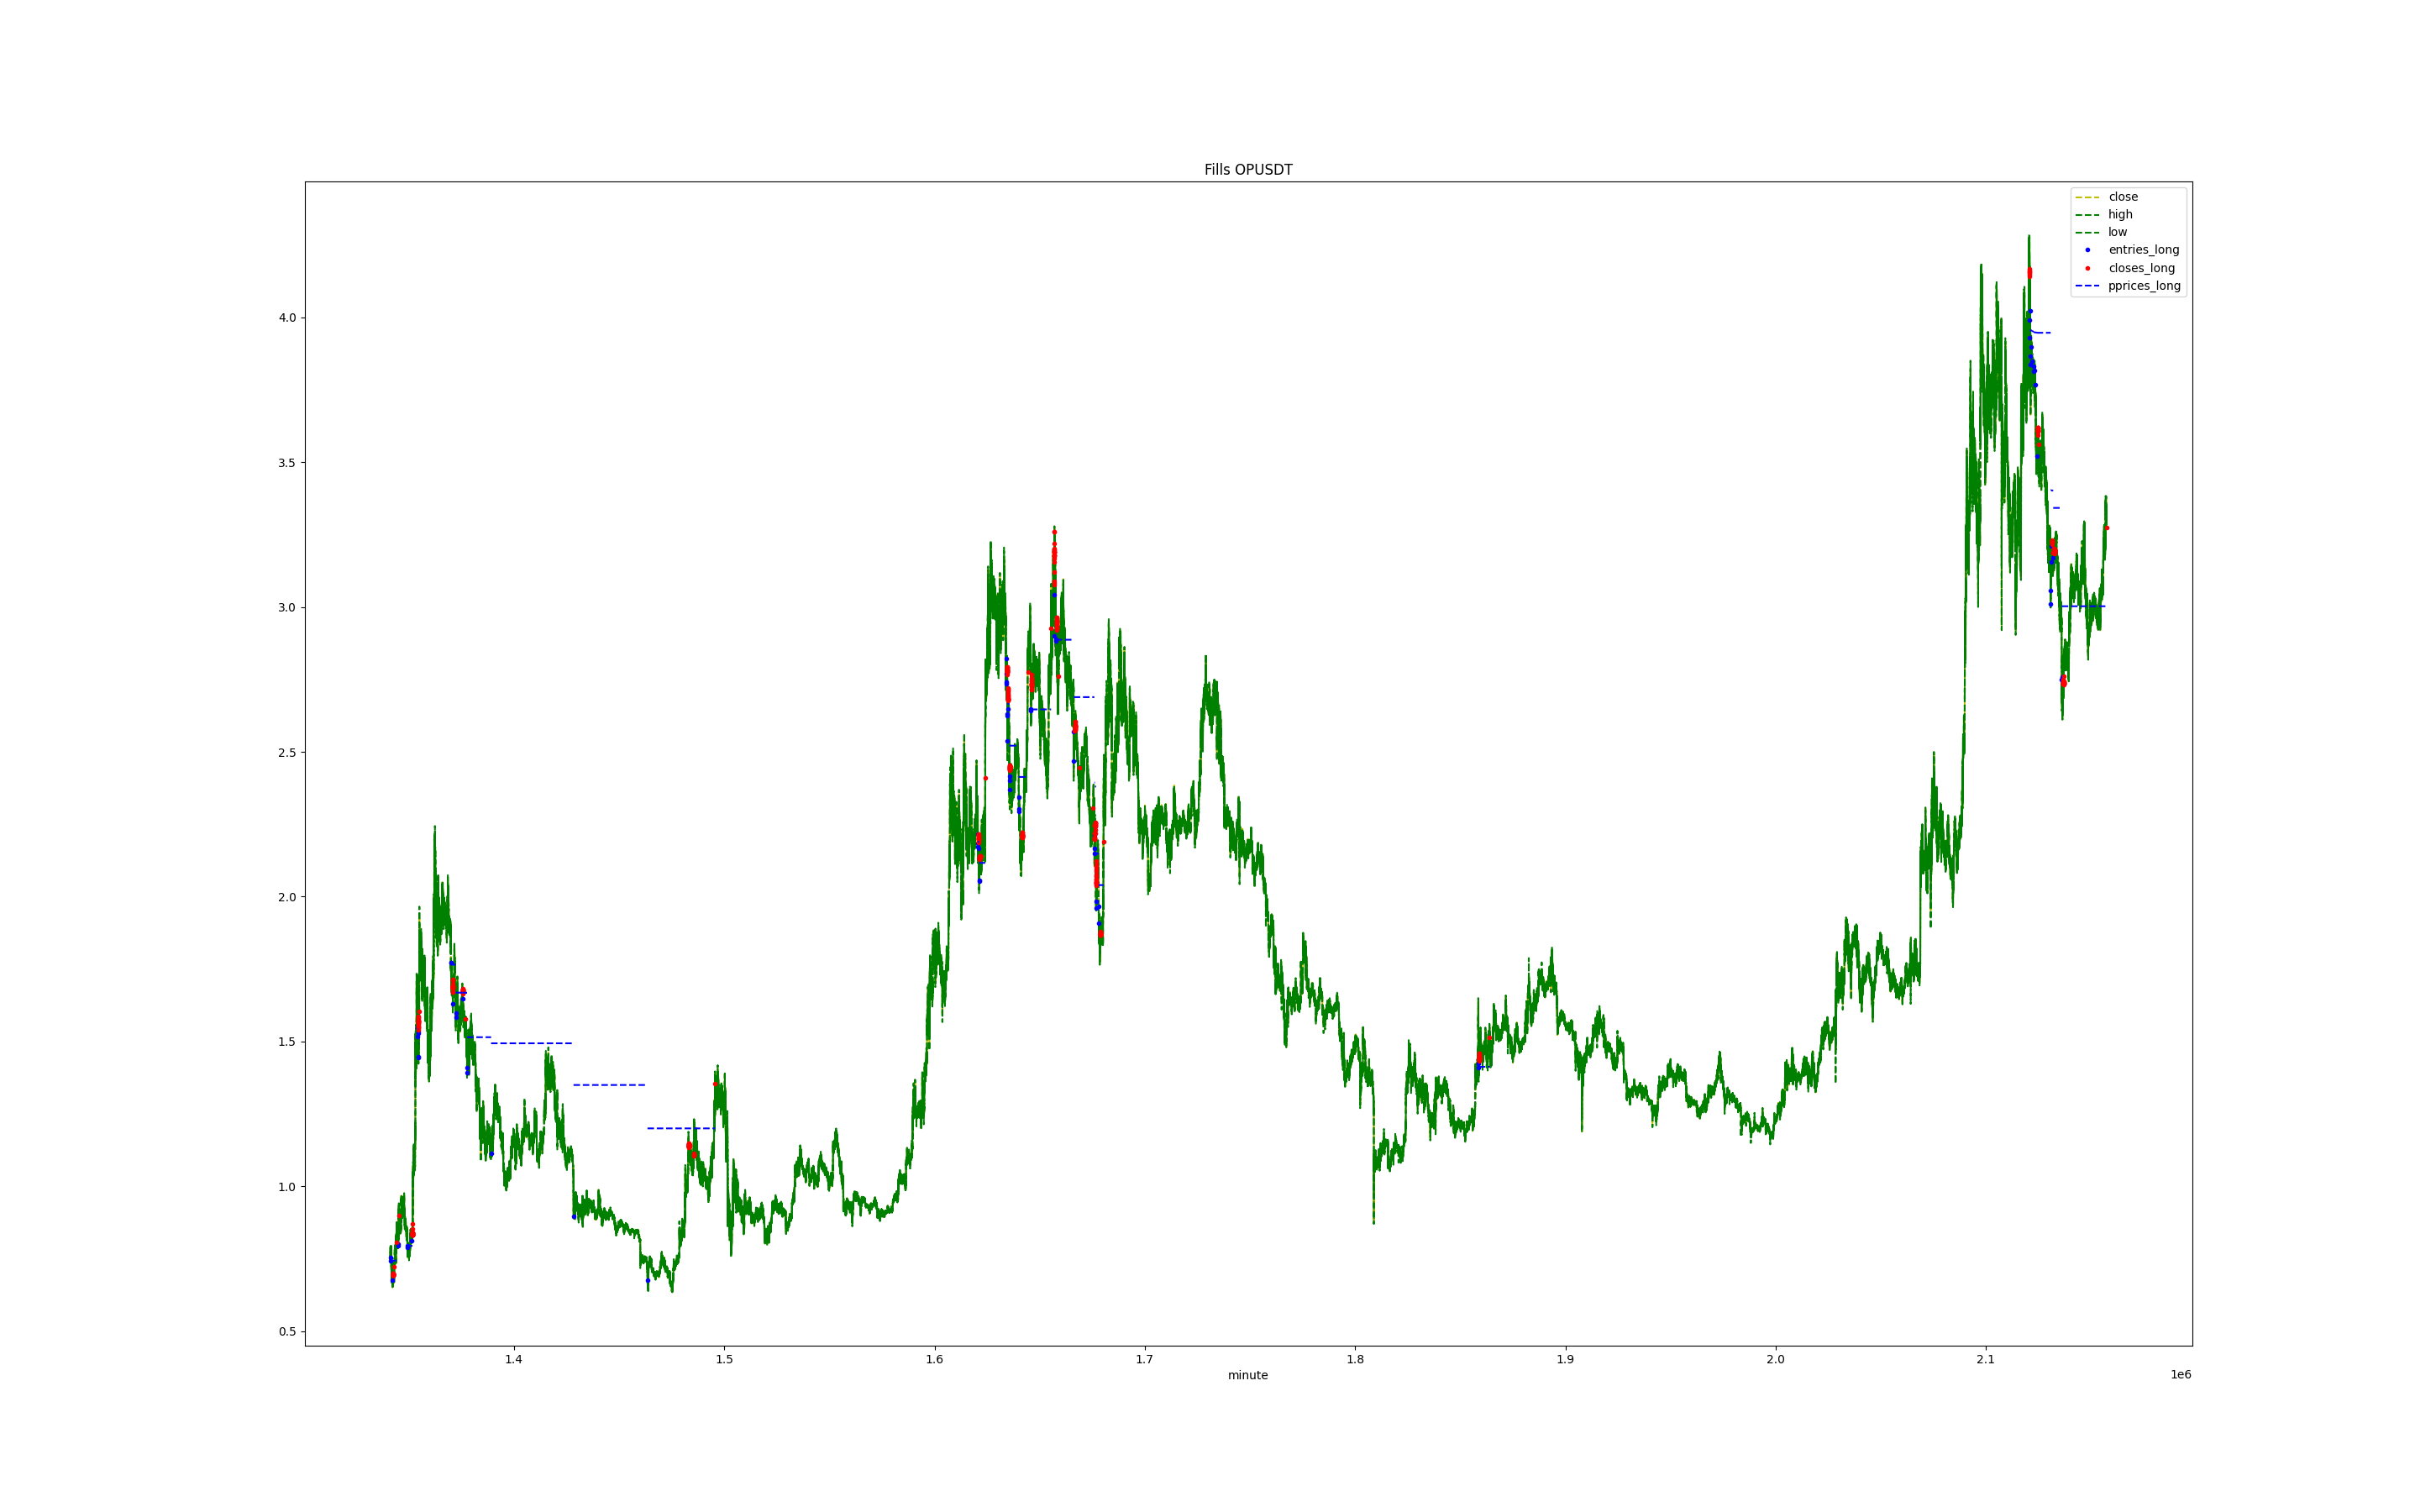 Fills OPUSDT
close
high
low
entries_long
closes_long
pprices_long
4.0
3.5
3.0
2.5
2.0
1.5
1.0
0.5
1.4 1.5 1.6 1.7 1.8 1.9 2.0 2.1
minute 1e6